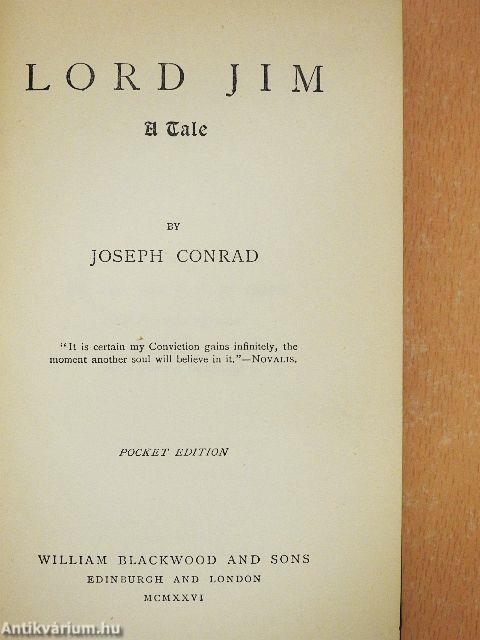 LORD JIM
A Tale
BY
JOSEPH CONRAD
"It is certain my Conviction gains infinitely, the
moment another soul will believe in it."—NOVALIS.
POCKET EDITION
WILLIAM BLACKWOOD AND SONS
EDINBURGH AND LONDON
MCMXXVI
Antikvárium.hu